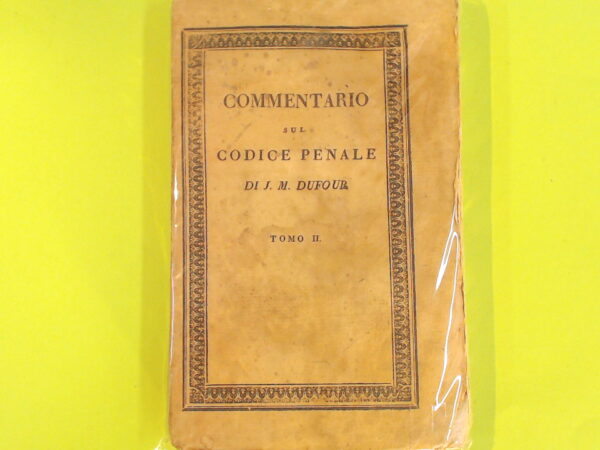 COMMENTARIO
SUL
CODICE PENALE
DI J. M. DUFOUR.
TOMO II.